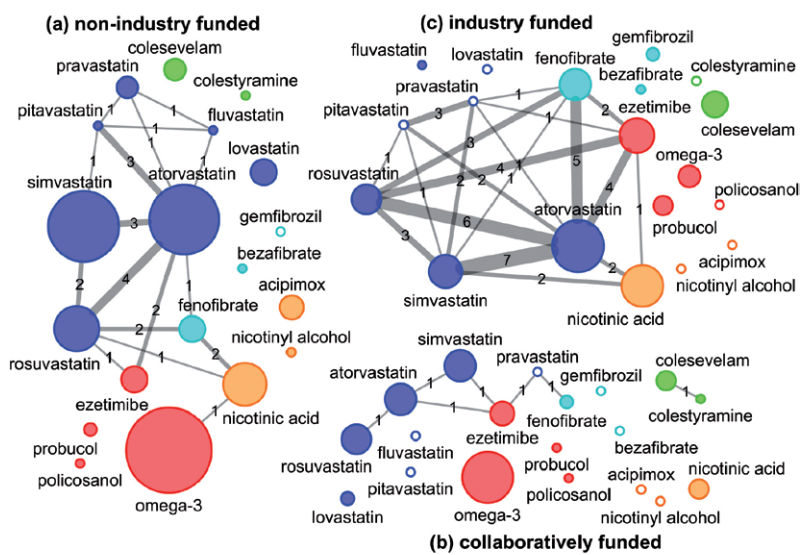 (a) non-industry funded
colesevelam
pravastatin
colestyramine
pitavastatin
1
1
1
fluvastatin
1
1
3
1
lovastatin
simvastatin
atorvastatin
3
gemfibrozil
4
bezafibrate
2
1
2
acipimox
fenofibrate
2
nicotinyl alcohol
2
rosuvastatin
1
1
ezetimibe
nicotinic acid
1
probucol
policosanol
omega-3
(c) industry funded
fluvastatin
lovastatin
fenofibrate
gemfibrozil
pravastatin
bezafibrate
colestyramine
pitavastatin
3
1
1
2
ezetimibe
colesevelam
1
3
5
omega-3
rosuvastatin
1
2
2
1
4
1
4
policosanol
6
atorvastatin
1
probucol
3
7
2
acipimox
simvastatin
2
nicotinyl alcohol
nicotinic acid
simvastatin
pravastatin
colesevelam
atorvastatin
1
1
gemfibrozil
1
1
1
1
fenofibrate
colestyramine
rosuvastatin
fluvastatin
ezetimibe
bezafibrate
pitavastatin
probucol
acipimox
nicotinic acid
policosanol
lovastatin
omega-3
nicotinyl alcohol
(b) collaboratively funded